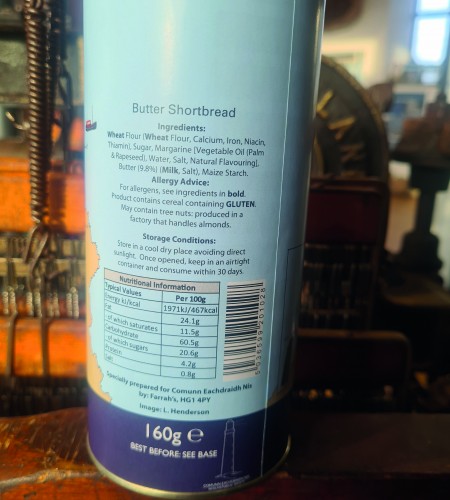 Butter Shortbread
Ingredients:
Wheat Flour (Wheat Flour, Calcium, Iron, Niacin,
Thiamin), Sugar, Margarine [Vegetable Oil (Palm
& Rapeseed), Water, Salt, Natural Flavouring],
Butter (9.8%) (Milk, Salt), Maize Starch.
Allergy Advice:
For allergens, see ingredients in bold.
Product contains cereal containing GLUTEN.
May contain tree nuts: produced in a
factory that handles almonds.
Storage Conditions:
Store in a cool dry place avoiding direct
sunlight. Once opened, keep in an airtight
container and consume within 30 days.
Nutritional Information
Typical Values Per 100g
Energy kJ/kcal 1971kJ/467kcal
Fat 24.1g
of which saturates 11.5g
Carbohydrate 60.5g
of which sugars 20.6g
Protein 4.2g
Salt 0.8g
Specially prepared for Comunn Eachdraidh Nis
by: Farrah's, HG1 4PY
Image: L. Henderson
160g e
BEST BEFORE: SEE BASE